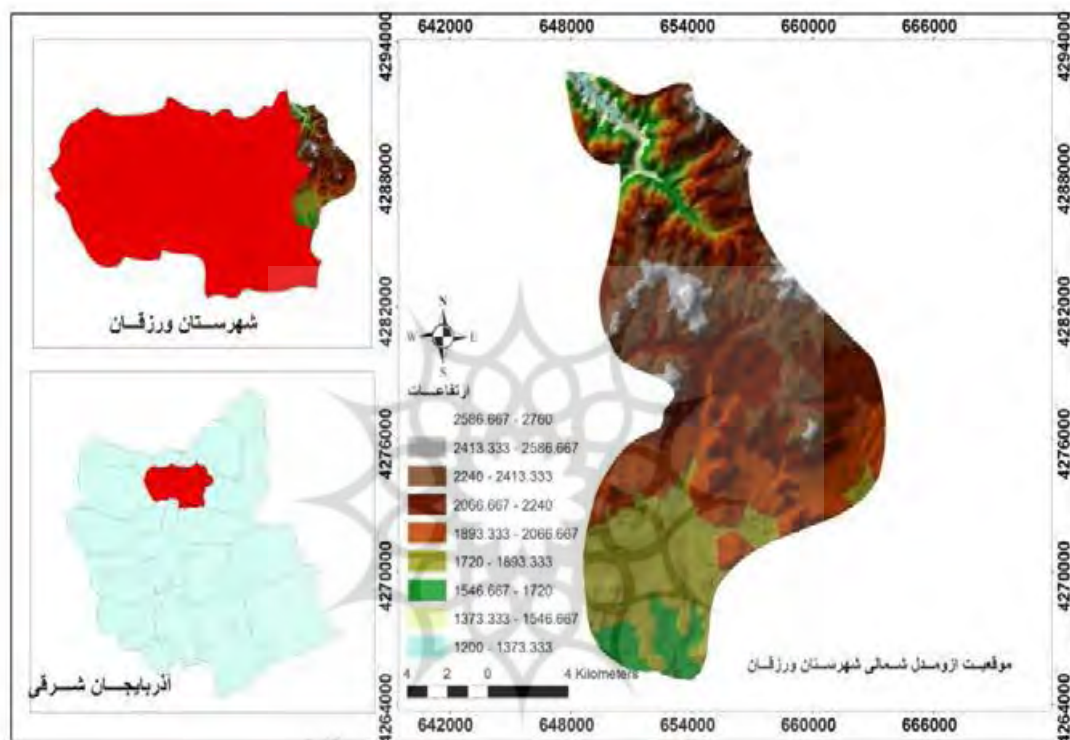 642000 648000 654000 660000 666000
4294000
4288000
4282000
4276000
4270000
4264000
شهرستان ورزقان
آذربایجان شرقی
N
W E
S
ارتفاعات
2586.667 - 2760
2413.333 - 2586.667
2240 - 2413.333
2066.667 - 2240
1893.333 - 2066.667
1720 - 1893.333
1546.667 - 1720
1373.333 - 1546.667
1200 - 1373.333
4 2 0 4 Kilometers
موقعیت ازومدل شمالی شهرستان ورزقان
4294000
4288000
4282000
4276000
4270000
4264000
642000 648000 654000 660000 666000